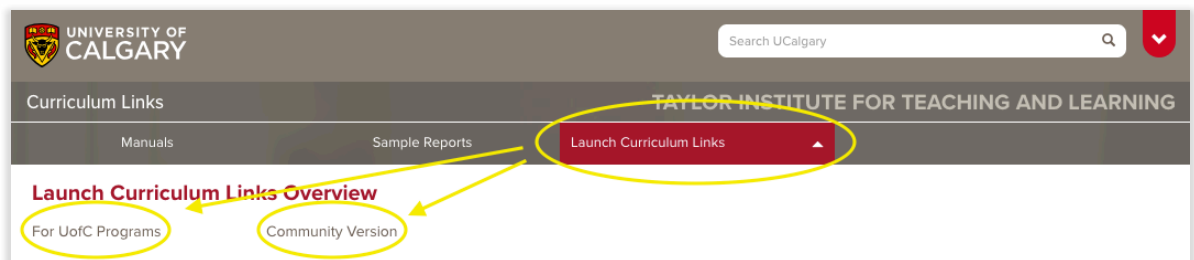 UNIVERSITY OF
CALGARY
Search UCalgary
Curriculum Links
TAYLOR INSTITUTE FOR TEACHING AND LEARNING
Manuals
Sample Reports
Launch Curriculum Links
Launch Curriculum Links Overview
For UofC Programs
Community Version